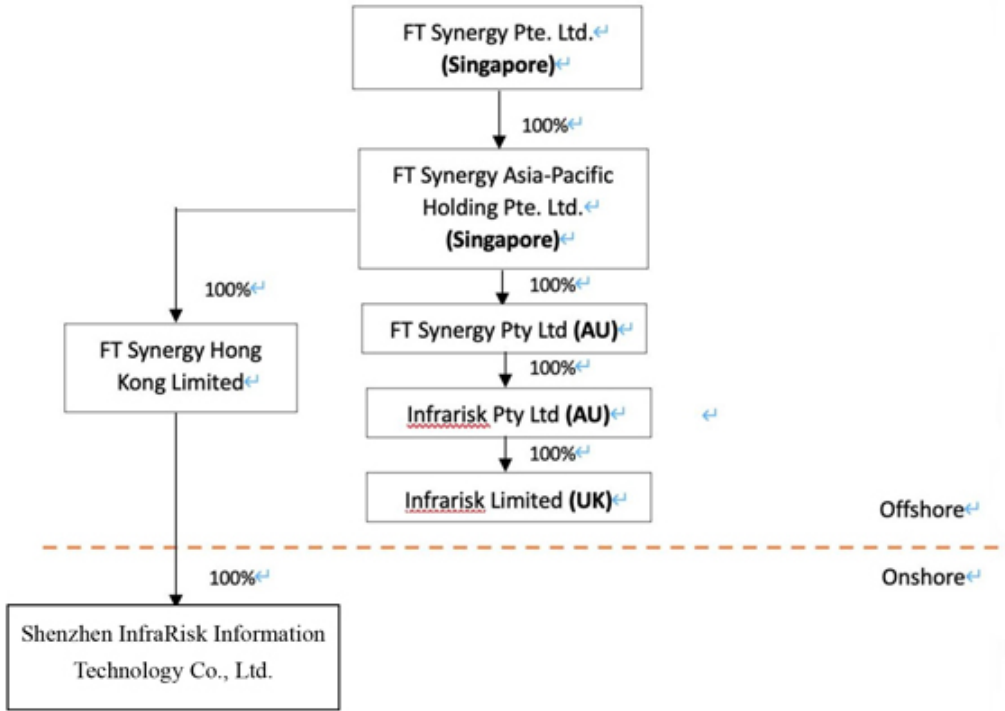 FT Synergy Pte. Ltd.↵
(Singapore)↵
100%↵
FT Synergy Asia-Pacific
Holding Pte. Ltd.↵
(Singapore)↵
100%↵
100%↵
FT Synergy Hong
Kong Limited↵
FT Synergy Pty Ltd (AU)↵
100%↵
Infrarisk Pty Ltd (AU)↵
↵
100%↵
Infrarisk Limited (UK)↵
Offshore↵
100%↵
Onshore↵
Shenzhen InfraRisk Information
Technology Co., Ltd.